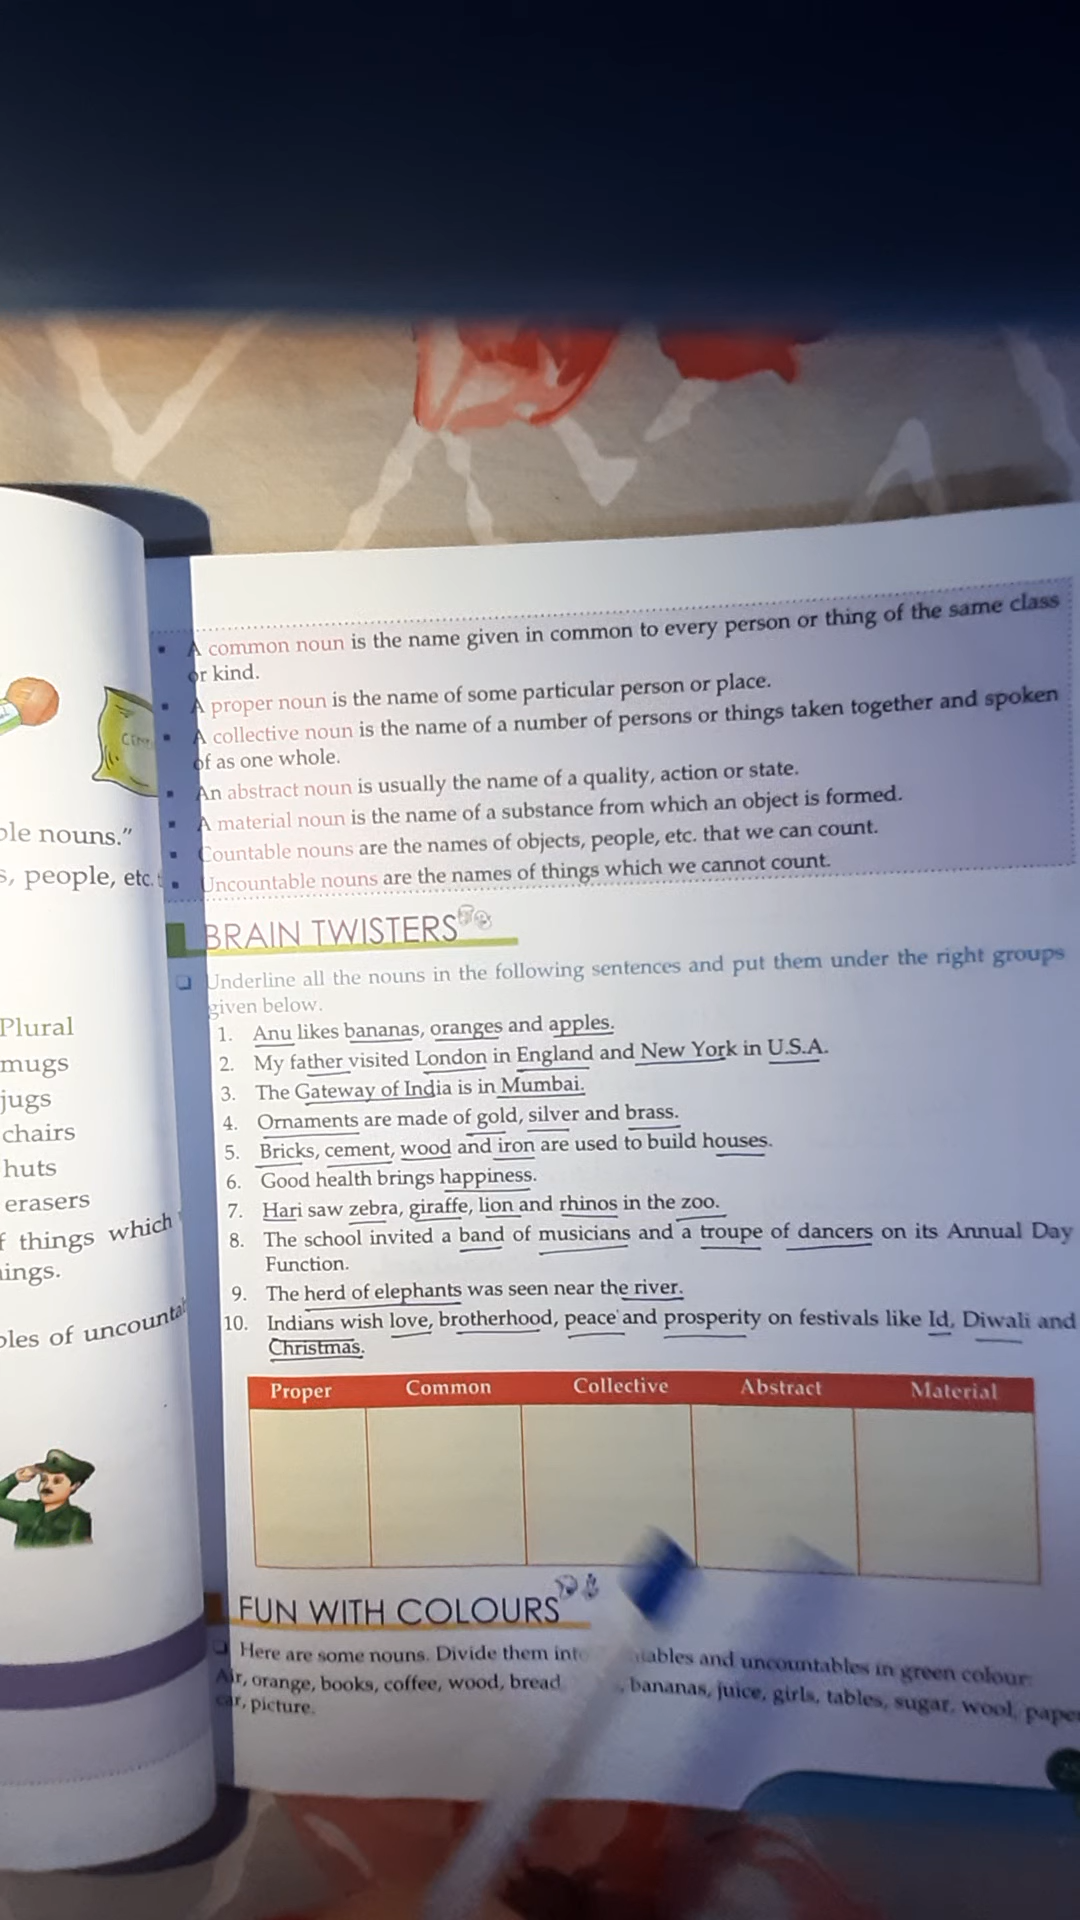 ple nouns."
s, people, etc.
Plural
mugs
jugs
chairs
huts
erasers
f things which
ings.
ples of
A common noun is the name given in common to every person or thing of the same class
or kind.
A proper noun is the name of some particular person or place.
A collective noun is the name of a number of persons or things taken together and spoken
of as one whole.
An abstract noun is usually the name of a quality, action or state.
A material noun is the name of a substance from which an object is formed.
Countable nouns are the names of objects, people, etc. that we can count.
Uncountable nouns are the names of things which we cannot count.
BRAIN TWISTERS
Underline all the nouns in the following sentences and put them under the right groups
given below.
1. Anu likes bananas, oranges and apples.
2. My father visited London in England and New York in U.S.A.
3. The Gateway of India is in Mumbai.
4. Ornaments are made of gold, silver and brass.
5. Bricks, cement, wood and iron are used to build houses.
6. Good health brings happiness.
7. Hari saw zebra, giraffe, lion and rhinos in the zoo.
8. The school invited a band of musicians and a troupe of dancers on its Annual Day
Function.
9. The herd of elephants was seen near the river.
10. Indians wish love, brotherhood, peace and prosperity on festivals like Id, Diwali and
Christmas.
Proper Common Collective Abstract Material
FUN WITH COLOURS
Here are some nouns. Divide them into and uncountables in green colour:
Air, orange, books, coffee, wood, bread , bananas, juice, girls, tables, sugar, wool, paper
car, picture.